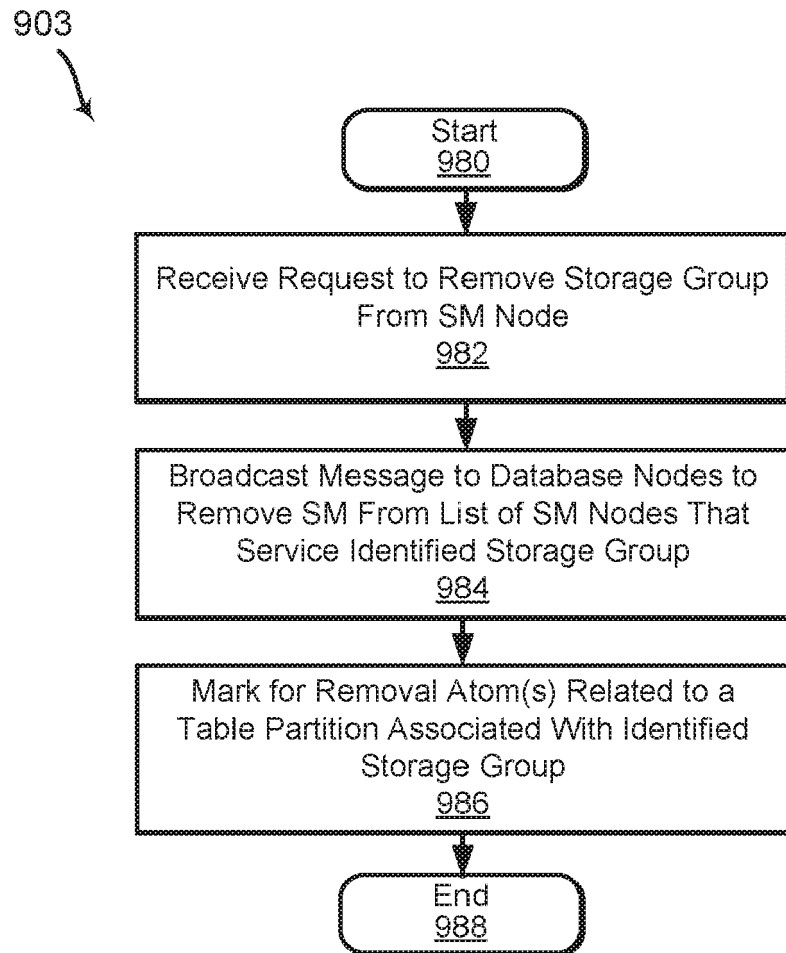 903
Start
980
Receive Request to Remove Storage Group
From SM Node
982
Broadcast Message to Database Nodes to
Remove SM From List of SM Nodes That
Service Identified Storage Group
984
Mark for Removal Atom(s) Related to a
Table Partition Associated With Identified
Storage Group
986
End
988